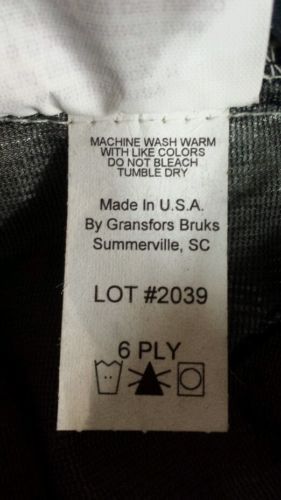 MACHINE WASH WARM
WITH LIKE COLORS
DO NOT BLEACH
TUMBLE DRY
Made In U.S.A.
By Gransfors Bruks
Summerville, SC
LOT #2039
6 PLY